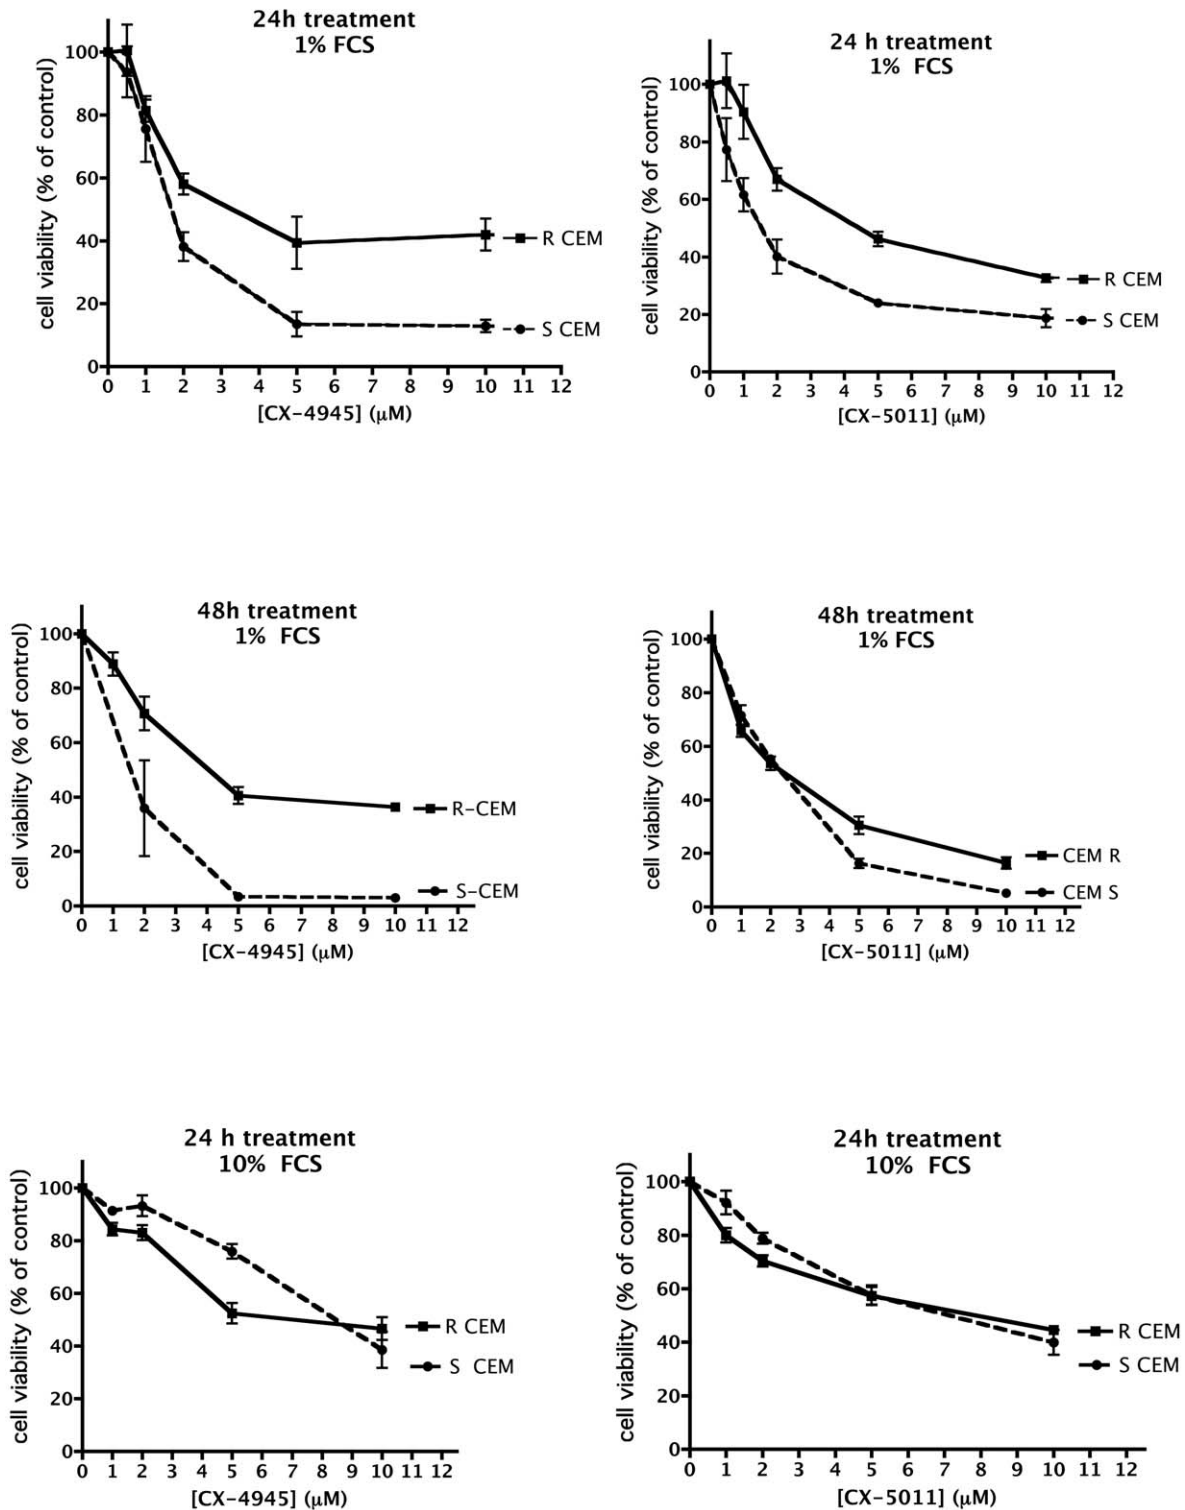 24h treatment
1% FCS
cell viability (% of control)
100
80
60
40
20
0
R CEM
S CEM
0 1 2 3 4 5 6 7 8 9 10 11 12
[CX-4945] (μM)
24 h treatment
1% FCS
cell viability (% of control)
100
80
60
40
20
0
R CEM
S CEM
0 1 2 3 4 5 6 7 8 9 10 11 12
[CX-5011] (μM)
48h treatment
1% FCS
cell viability (% of control)
100
80
60
40
20
0
R-CEM
S-CEM
0 1 2 3 4 5 6 7 8 9 10 11 12
[CX-4945] (μM)
48h treatment
1% FCS
cell viability (% of control)
100
80
60
40
20
0
CEM R
CEM S
0 1 2 3 4 5 6 7 8 9 10 11 12
[CX-5011] (μM)
24 h treatment
10% FCS
cell viability (% of control)
100
80
60
40
20
0
R CEM
S CEM
0 1 2 3 4 5 6 7 8 9 10 11 12
[CX-4945] (μM)
24h treatment
10% FCS
cell viability (% of control)
100
80
60
40
20
0
R CEM
S CEM
0 1 2 3 4 5 6 7 8 9 10 11 12
[CX-5011] (μM)